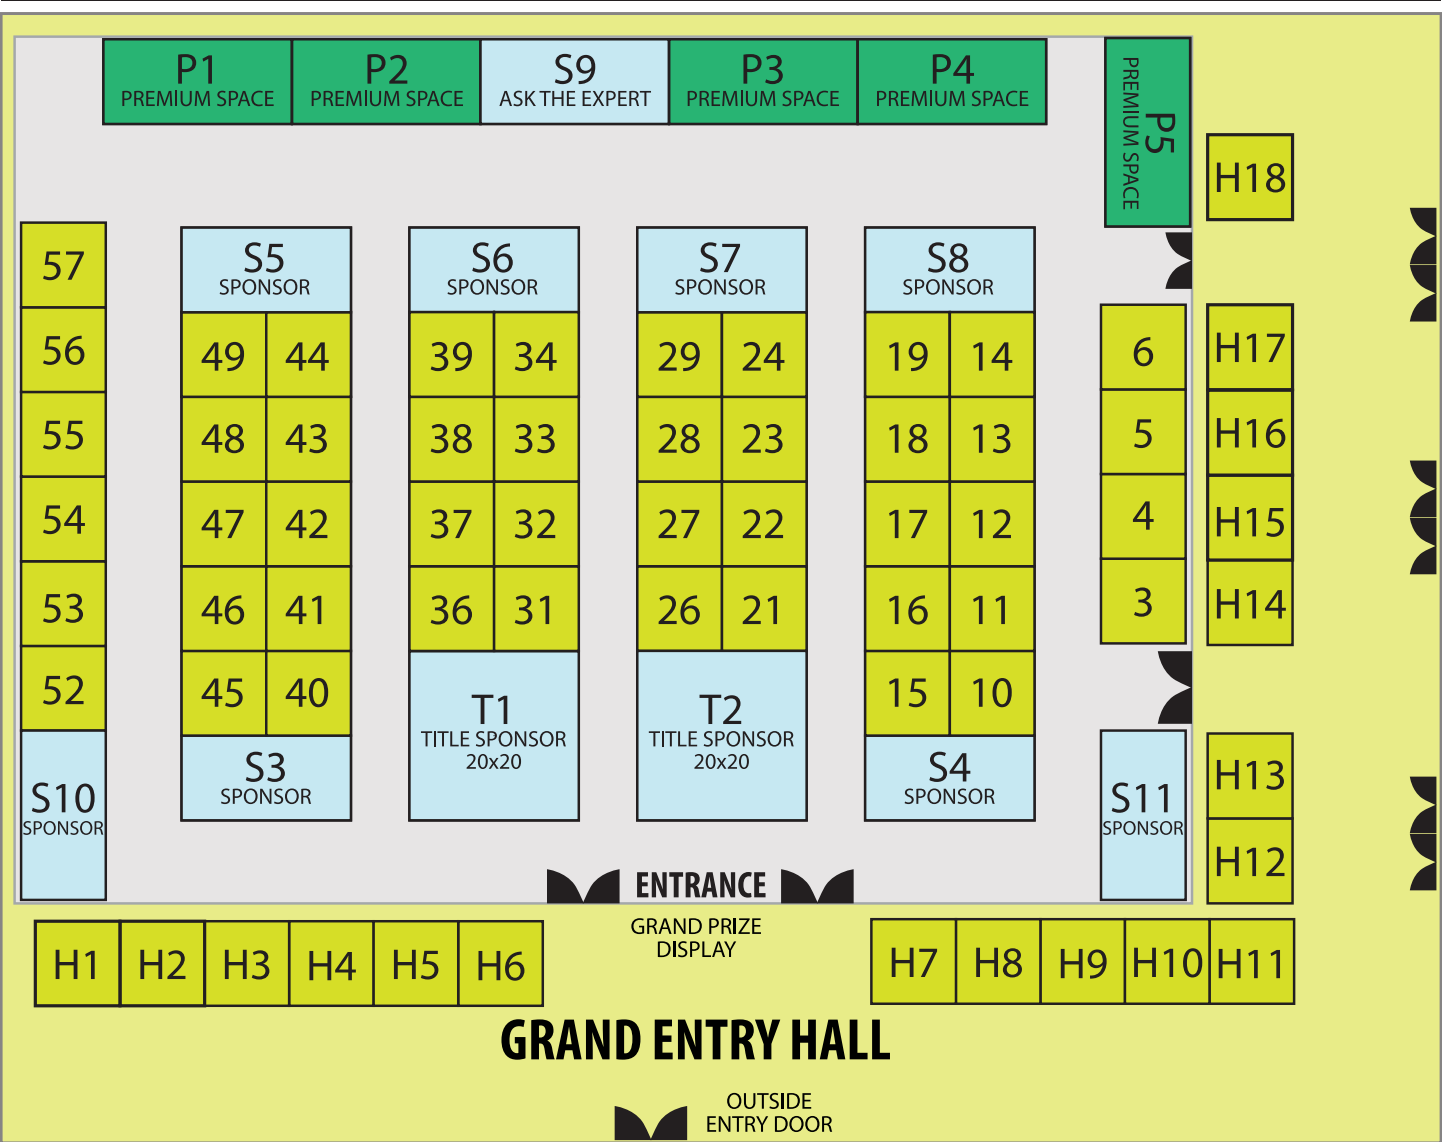 P1
PREMIUM SPACE
P2
PREMIUM SPACE
S9
ASK THE EXPERT
P3
PREMIUM SPACE
P4
PREMIUM SPACE
P5
PREMIUM SPACE
H18
57
56
55
54
53
52
S10
SPONSOR
S5
SPONSOR
49 44
48 43
47 42
46 41
45 40
S3
SPONSOR
S6
SPONSOR
39 34
38 33
37 32
36 31
T1
TITLE SPONSOR
20x20
S7
SPONSOR
29 24
28 23
27 22
26 21
T2
TITLE SPONSOR
20x20
S8
SPONSOR
19 14
18 13
17 12
16 11
15 10
S4
SPONSOR
6
5
4
3
S11
SPONSOR
H17
H16
H15
H14
H13
H12
ENTRANCE
GRAND PRIZE
DISPLAY
H1 H2 H3 H4 H5 H6
H7 H8 H9 H10 H11
GRAND ENTRY HALL
OUTSIDE
ENTRY DOOR